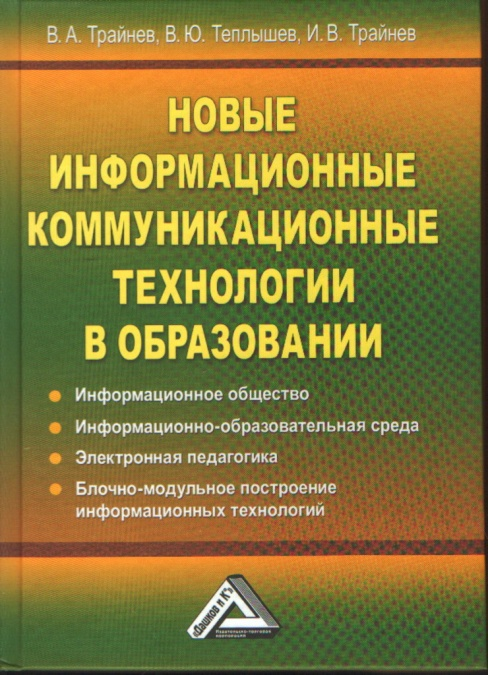 В. А. Трайнев, В. Ю. Теплышев, И. В. Трайнев
НОВЫЕ
ИНФОРМАЦИОННЫЕ
КОММУНИКАЦИОННЫЕ
ТЕХНОЛОГИИ
В ОБРАЗОВАНИИ
Информационное общество
Информационно-образовательная среда
Электронная педагогика
Блочно-модульное построение
информационных технологий
«Дашков и К°»
Издательско-торговая
корпорация